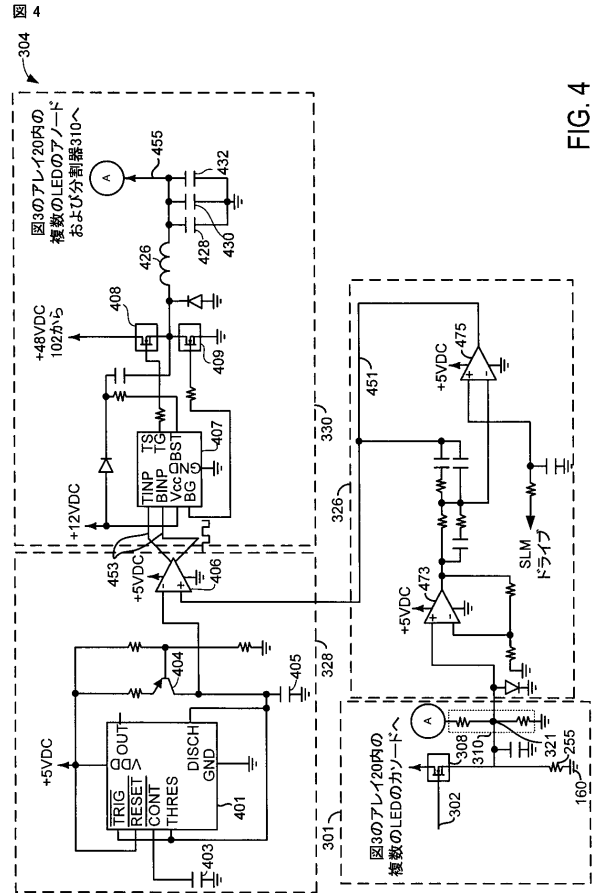 図 4
304
図3のアレイ20内の
複数のLEDのアノード
および分割器310へ
A
455
432
430
428
426
+48VDC
102から
408
409
+12VDC
TINP
BINP
Vcc
BG
TS
TG
GND
BST
407
330
453
+5VDC
-
+
406
328
+5VDC
404
405
OUT
VDD
TRIG
RESET
CONT
THRES
DISCH
GND
401
403
326
451
+5VDC
+
-
475
SLM
ドライブ
+5VDC
+
-
473
301
図3のアレイ20内の
複数のLEDのカソードへ
A
302
308
310
321
255
160
FIG. 4